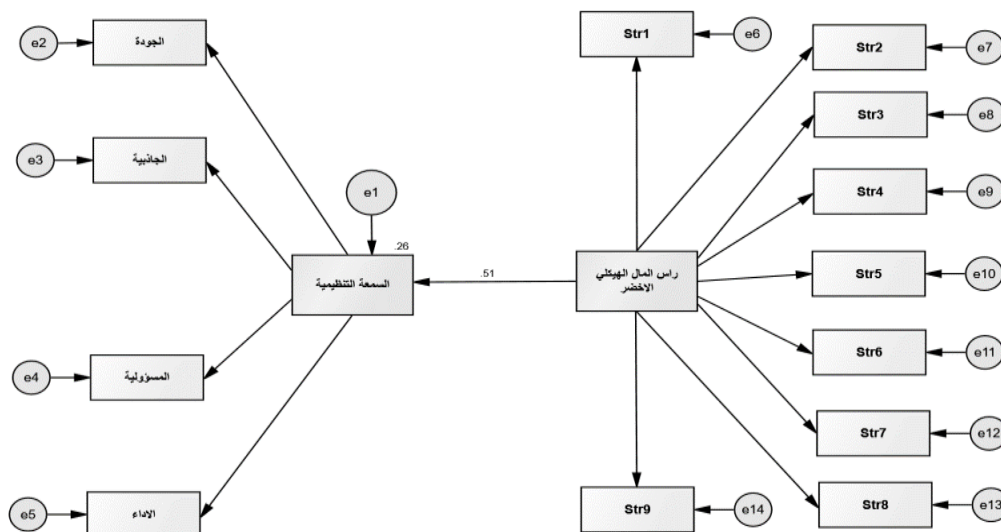 e2
الجودة
e3
الجاذبية
e1
.26
السمعة التنظيمية
e4
المسؤولية
e5
الاداء
.51
راس المال الهيكلي
الاخضر
Str1
e6
Str2
e7
Str3
e8
Str4
e9
Str5
e10
Str6
e11
Str7
e12
Str8
e13
Str9
e14